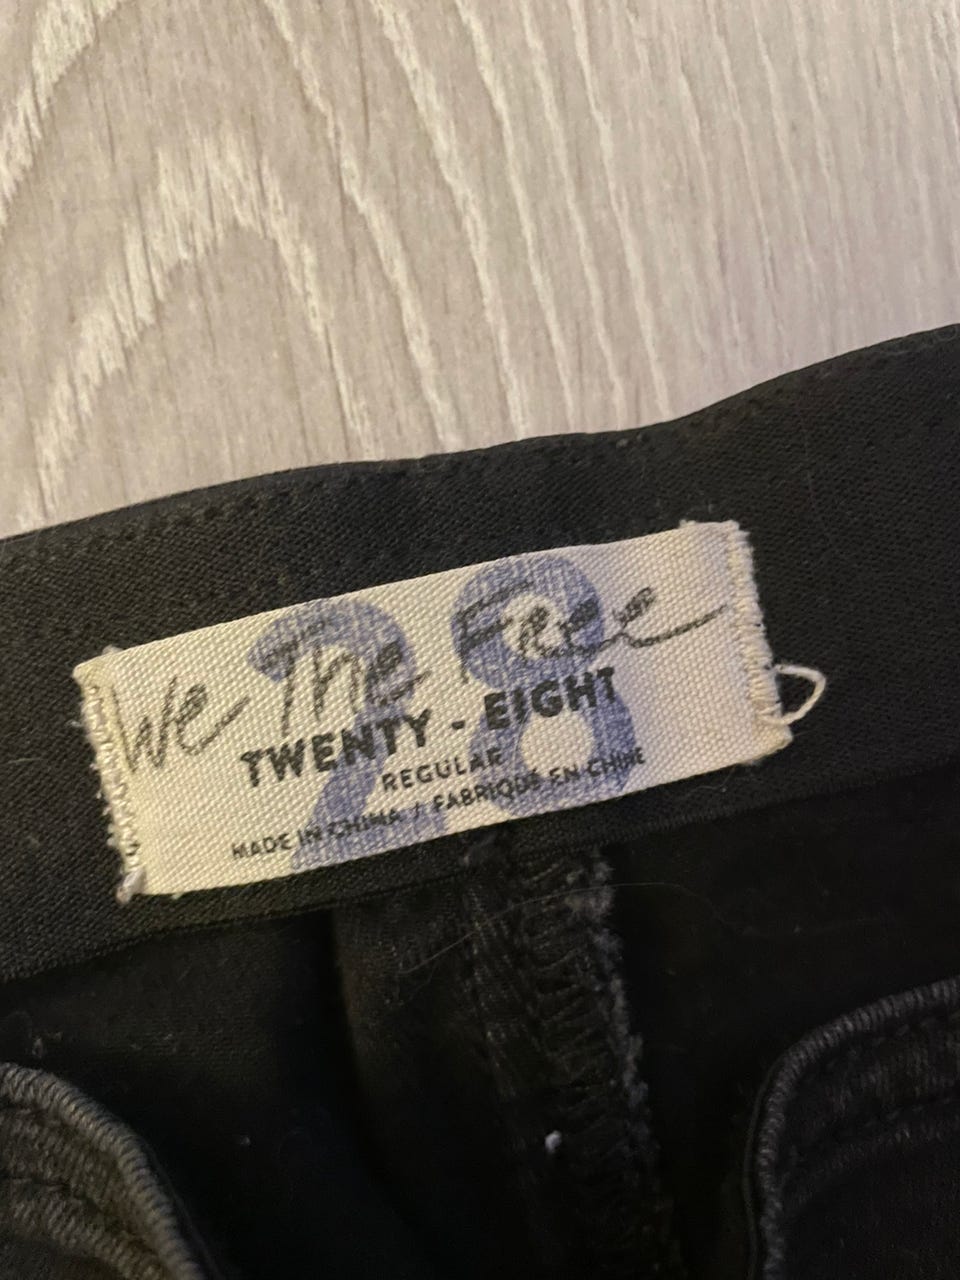 28
We The Free
TWENTY - EIGHT
REGULAR
MADE IN CHINA / FABRIQUÉ EN CHINE